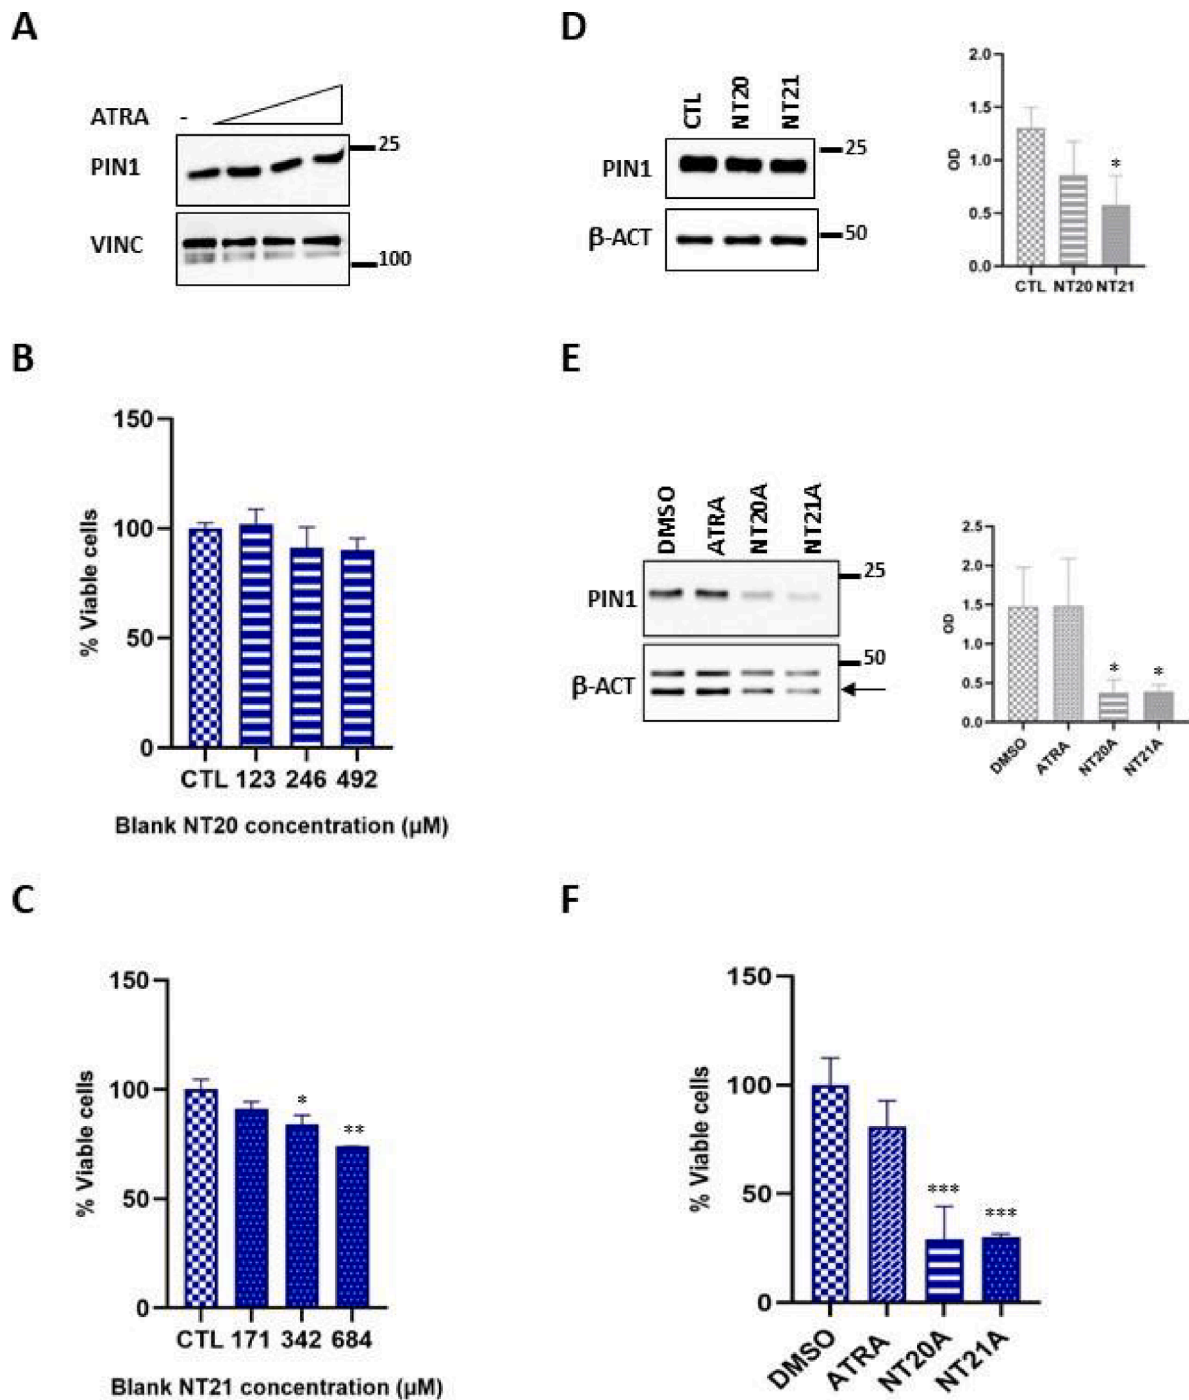 A
ATRA -
PIN1 25
VINC 100
D
CTL NT20 NT21
PIN1 25
β-ACT 50
2.0
1.5
1.0
0.5
0.0
OD
*
CTL NT20 NT21
B
150
100
50
0
% Viable cells
CTL 123 246 492
Blank NT20 concentration (µM)
E
DMSO ATRA NT20A NT21A
PIN1 25
β-ACT 50
2.5
2.0
1.5
1.0
0.5
0.0
OD
* *
DMSO ATRA NT20A NT21A
C
150
100
50
0
% Viable cells
* **
CTL 171 342 684
Blank NT21 concentration (µM)
F
150
100
50
0
% Viable cells
*** ***
DMSO ATRA NT20A NT21A